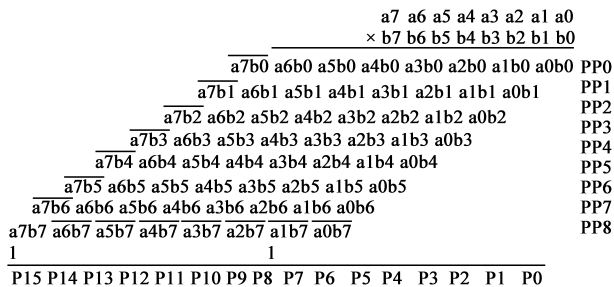 a7 a6 a5 a4 a3 a2 a1 a0
× b7 b6 b5 b4 b3 b2 b1 b0
a7b0 a6b0 a5b0 a4b0 a3b0 a2b0 a1b0 a0b0 PP0
a7b1 a6b1 a5b1 a4b1 a3b1 a2b1 a1b1 a0b1 PP1
a7b2 a6b2 a5b2 a4b2 a3b2 a2b2 a1b2 a0b2 PP2
a7b3 a6b3 a5b3 a4b3 a3b3 a2b3 a1b3 a0b3 PP3
a7b4 a6b4 a5b4 a4b4 a3b4 a2b4 a1b4 a0b4 PP4
a7b5 a6b5 a5b5 a4b5 a3b5 a2b5 a1b5 a0b5 PP5
a7b6 a6b6 a5b6 a4b6 a3b6 a2b6 a1b6 a0b6 PP6
a7b7 a6b7 a5b7 a4b7 a3b7 a2b7 a1b7 a0b7 PP7
1 1 PP8
P15 P14 P13 P12 P11 P10 P9 P8 P7 P6 P5 P4 P3 P2 P1 P0